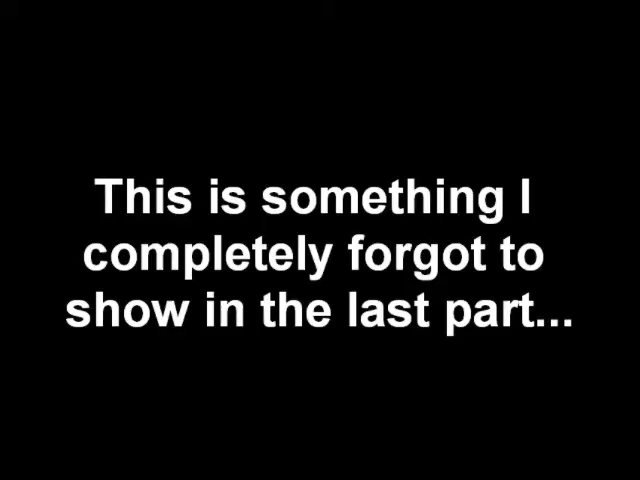 This is something I
completely forgot to
show in the last part...